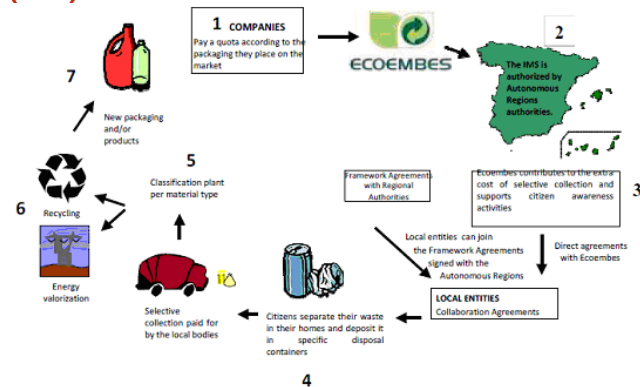 1 COMPANIES
Pay a quota according to the
packaging they place on the
market
ECOEMBES
2
The IMS is
authorized by
Autonomous
Regions
authorities.
Ecoembes contributes to the extra
cost of selective collection and
supports citizen awareness
activities
3
Framework Agreements
with Regional
Authorities
Local entities can join
the Framework Agreements
signed with the
Autonomous Regions
Direct agreements
with Ecoembes
LOCAL ENTITIES
Collaboration Agreements
Citizens separate their waste
in their homes and deposit it
in specific disposal
containers
4
Selective
collection paid for
by the local bodies
5
Classification plant
per material type
6
Recycling
Energy
valorization
7
New packaging
and/or
products